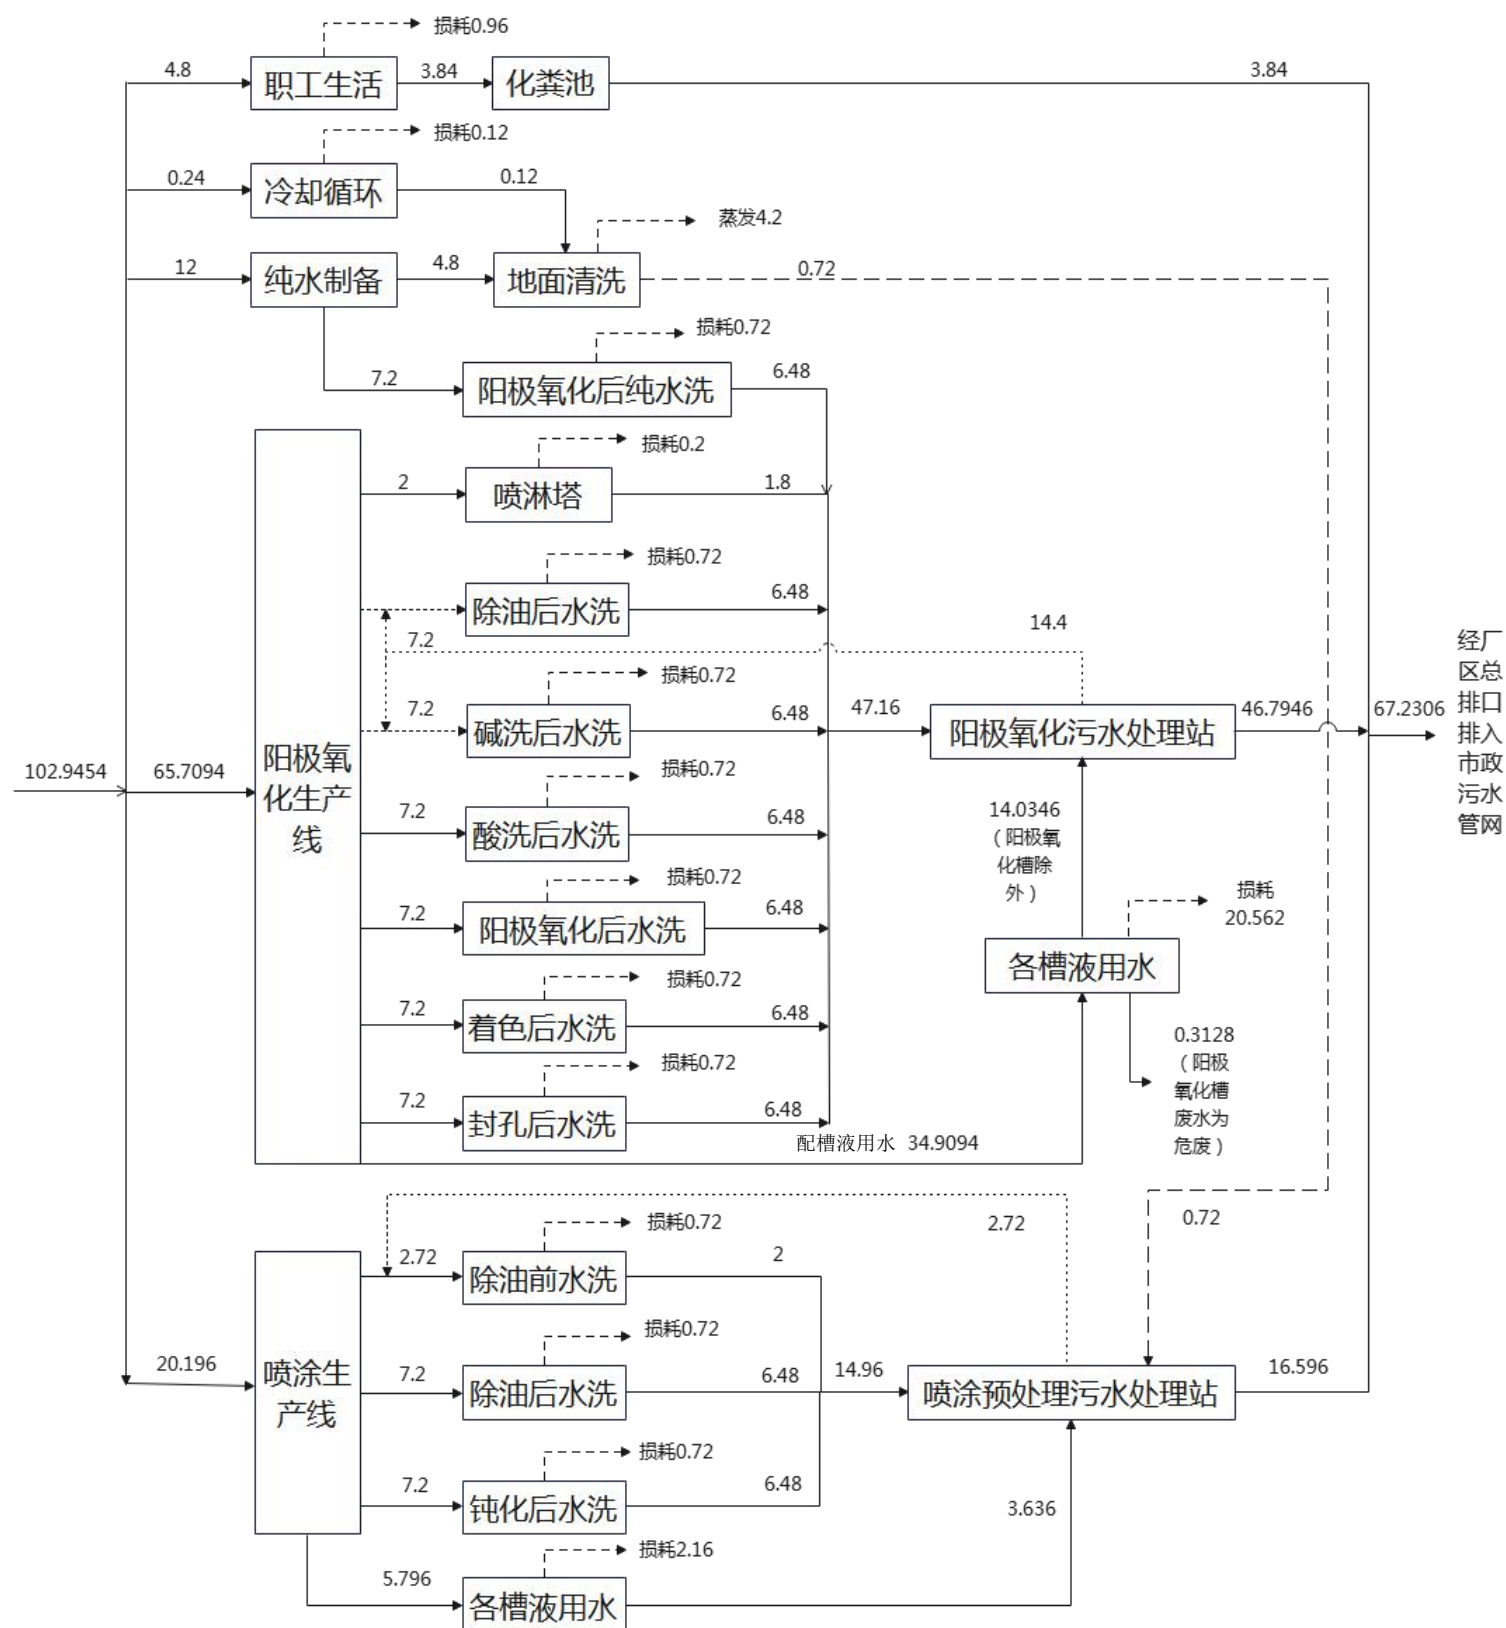 损耗0.96
4.8
职工生活
3.84
化粪池
3.84
损耗0.12
0.24
冷却循环
0.12
蒸发4.2
12
纯水制备
4.8
地面清洗
0.72
损耗0.72
7.2
阳极氧化后纯水洗
6.48
损耗0.2
2
喷淋塔
1.8
损耗0.72
除油后水洗
6.48
7.2
14.4
损耗0.72
7.2
碱洗后水洗
6.48
47.16
阳极氧化污水处理站
46.7946
67.2306
经厂
区总
排口
排入
市政
污水
管网
102.9454
65.7094
阳极氧
化生产
线
损耗0.72
7.2
酸洗后水洗
6.48
14.0346
（阳极氧
化槽除
外）
损耗0.72
7.2
阳极氧化后水洗
6.48
损耗
20.562
各槽液用水
损耗0.72
7.2
着色后水洗
6.48
0.3128
（阳极
氧化槽
废水为
危废）
损耗0.72
7.2
封孔后水洗
6.48
配槽液用水 34.9094
损耗0.72
2.72
除油前水洗
2
2.72
0.72
损耗0.72
20.196
喷涂生
产线
7.2
除油后水洗
6.48
14.96
喷涂预处理污水处理站
16.596
损耗0.72
7.2
钝化后水洗
6.48
3.636
损耗2.16
5.796
各槽液用水